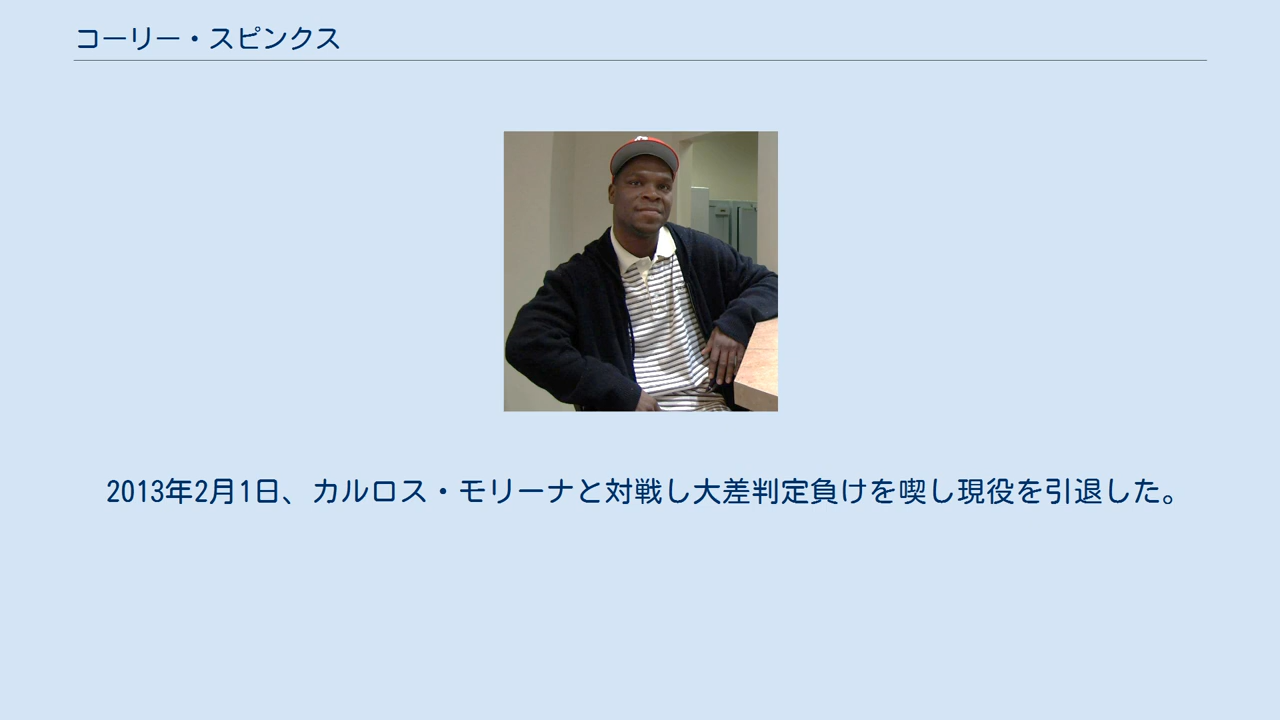 コーリー・スピンクス
2013年2月1日、カルロス・モリーナと対戦し大差判定負けを喫し現役を引退した。